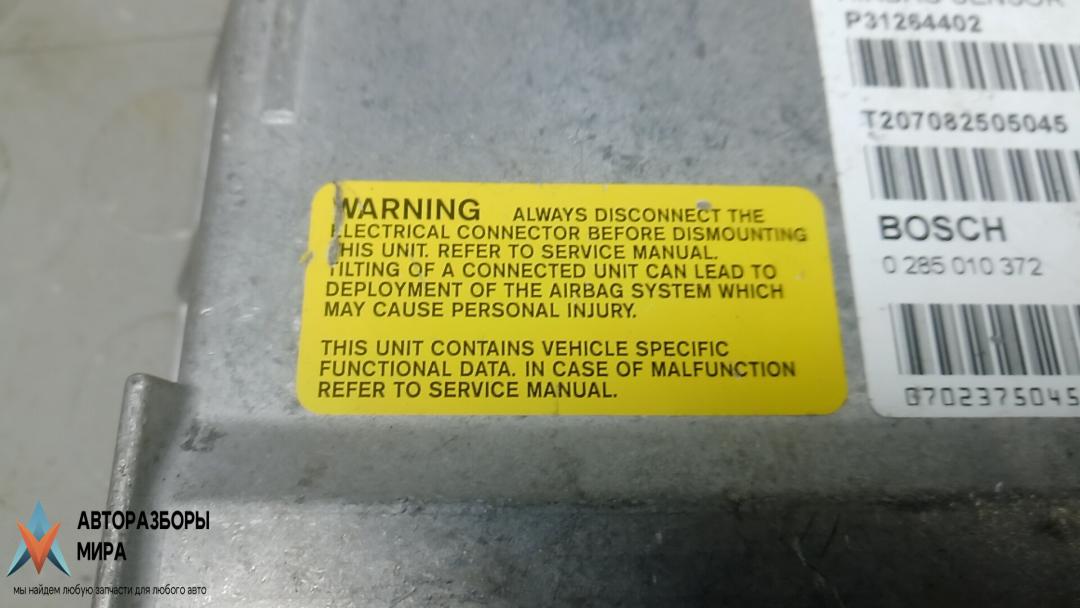 AIRBAG SENSOR
P31264402
T207082505045
BOSCH
0 285 010 372
0702375045
WARNING ALWAYS DISCONNECT THE
ELECTRICAL CONNECTOR BEFORE DISMOUNTING
THIS UNIT. REFER TO SERVICE MANUAL.
TILTING OF A CONNECTED UNIT CAN LEAD TO
DEPLOYMENT OF THE AIRBAG SYSTEM WHICH
MAY CAUSE PERSONAL INJURY.
THIS UNIT CONTAINS VEHICLE SPECIFIC
FUNCTIONAL DATA. IN CASE OF MALFUNCTION
REFER TO SERVICE MANUAL.
АВТОРАЗБОРЫ
МИРА
мы найдем любую запчасти для любого авто